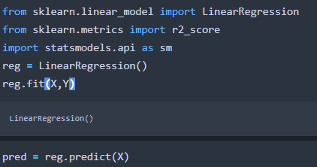 from sklearn.linear_model import LinearRegression
from sklearn.metrics import r2_score
import statsmodels.api as sm
reg = LinearRegression()
reg.fit(X,Y)
LinearRegression()
pred = reg.predict(X)